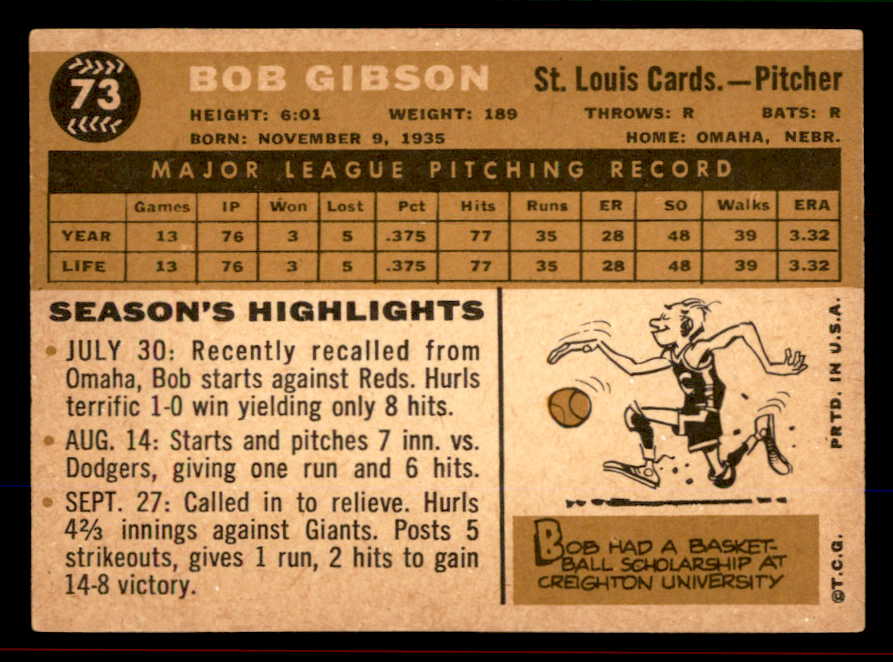 73
BOB GIBSON St. Louis Cards.—Pitcher
HEIGHT: 6:01 WEIGHT: 189 THROWS: R BATS: R
BORN: NOVEMBER 9, 1935 HOME: OMAHA, NEBR.
MAJOR LEAGUE PITCHING RECORD
Games IP Won Lost Pct Hits Runs ER SO Walks ERA
YEAR 13 76 3 5 .375 77 35 28 48 39 3.32
LIFE 13 76 3 5 .375 77 35 28 48 39 3.32
SEASON'S HIGHLIGHTS
• JULY 30: Recently recalled from
Omaha, Bob starts against Reds. Hurls
terrific 1-0 win yielding only 8 hits.
• AUG. 14: Starts and pitches 7 inn. vs.
Dodgers, giving one run and 6 hits.
• SEPT. 27: Called in to relieve. Hurls
4⅔ innings against Giants. Posts 5
strikeouts, gives 1 run, 2 hits to gain
14-8 victory.
BOB HAD A BASKET-
BALL SCHOLARSHIP AT
CREIGHTON UNIVERSITY
PRTD. IN U.S.A.
©T.C.G.